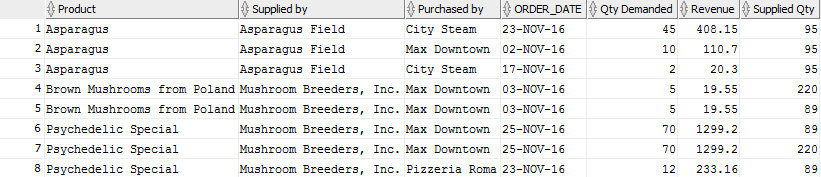 Product Supplied by Purchased by ORDER_DATE Qty Demanded Revenue Supplied Qty
1 Asparagus Asparagus Field City Steam 23-NOV-16 45 408.15 95
2 Asparagus Asparagus Field Max Downtown 02-NOV-16 10 110.7 95
3 Asparagus Asparagus Field City Steam 17-NOV-16 2 20.3 95
4 Brown Mushrooms from Poland Mushroom Breeders, Inc. Max Downtown 03-NOV-16 5 19.55 220
5 Brown Mushrooms from Poland Mushroom Breeders, Inc. Max Downtown 03-NOV-16 5 19.55 89
6 Psychedelic Special Mushroom Breeders, Inc. Max Downtown 25-NOV-16 70 1299.2 89
7 Psychedelic Special Mushroom Breeders, Inc. Max Downtown 25-NOV-16 70 1299.2 220
8 Psychedelic Special Mushroom Breeders, Inc. Pizzeria Roma 23-NOV-16 12 233.16 89